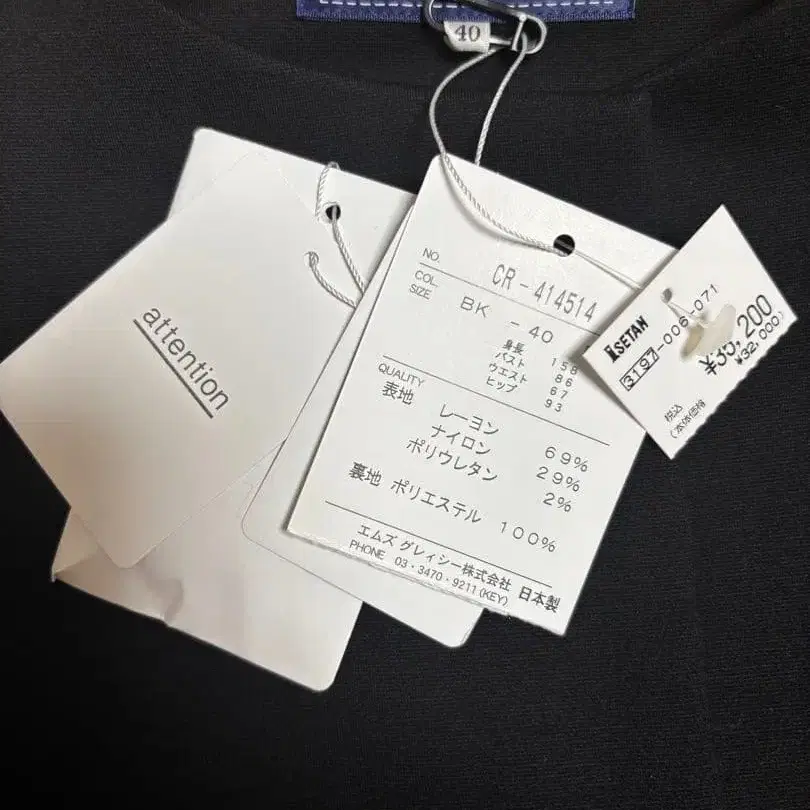 40
attention
NO. CR-414514
COL. BK - 40
SIZE
身長 158
バスト 86
ウエスト 67
ヒップ 93
QUALITY
表地 レーヨン 69%
ナイロン 29%
ポリウレタン 2%
裏地 ポリエステル 100%
エムズ グレイシー株式会社 日本製
PHONE 03・3470・9211(KEY)
ISETAN
3197-006-071
税込 ¥35,200
(本体価格 ¥32,000)